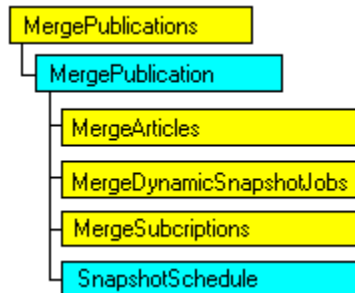 MergePublications
MergePublication
MergeArticles
MergeDynamicSnapshotJobs
MergeSubcriptions
SnapshotSchedule